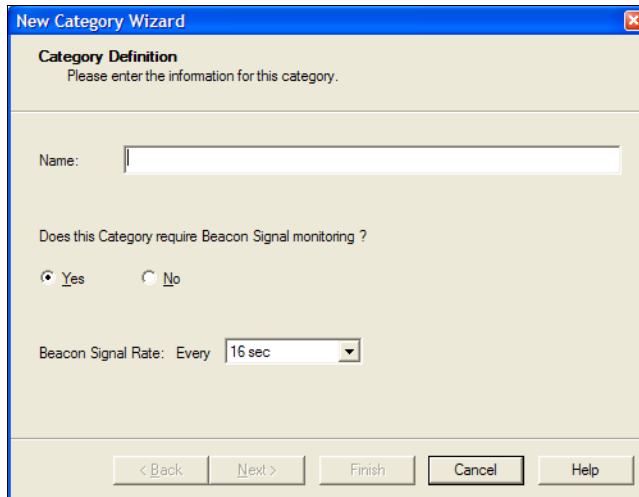 New Category Wizard
Category Definition
Please enter the information for this category.
Name:
Does this Category require Beacon Signal monitoring ?
Yes No
Beacon Signal Rate: Every 16 sec
< Back Next > Finish Cancel Help